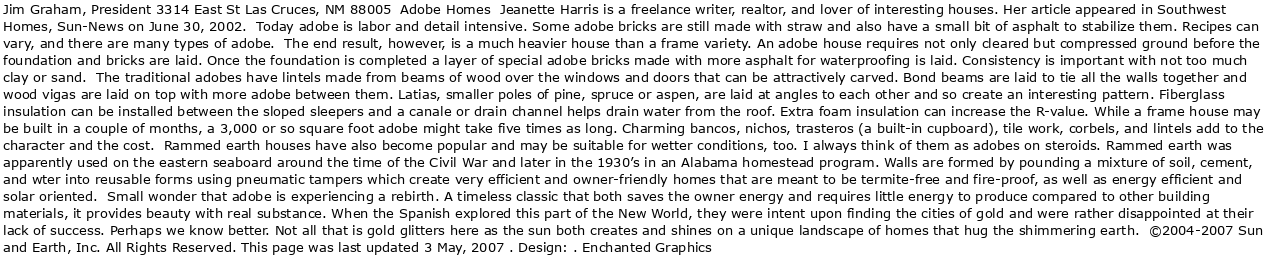 Jim Graham, President 3314 East St Las Cruces, NM 88005  Adobe Homes  Jeanette Harris is a freelance writer, realtor, and lover of interesting houses. Her article appeared in Southwest
Homes, Sun-News on June 30, 2002.  Today adobe is labor and detail intensive. Some adobe bricks are still made with straw and also have a small bit of asphalt to stabilize them. Recipes can
vary, and there are many types of adobe.  The end result, however, is a much heavier house than a frame variety. An adobe house requires not only cleared but compressed ground before the
foundation and bricks are laid. Once the foundation is completed a layer of special adobe bricks made with more asphalt for waterproofing is laid. Consistency is important with not too much
clay or sand.  The traditional adobes have lintels made from beams of wood over the windows and doors that can be attractively carved. Bond beams are laid to tie all the walls together and
wood vigas are laid on top with more adobe between them. Latias, smaller poles of pine, spruce or aspen, are laid at angles to each other and so create an interesting pattern. Fiberglass
insulation can be installed between the sloped sleepers and a canale or drain channel helps drain water from the roof. Extra foam insulation can increase the R-value. While a frame house may
be built in a couple of months, a 3,000 or so square foot adobe might take five times as long. Charming bancos, nichos, trasteros (a built-in cupboard), tile work, corbels, and lintels add to the
character and the cost.  Rammed earth houses have also become popular and may be suitable for wetter conditions, too. I always think of them as adobes on steroids. Rammed earth was
apparently used on the eastern seaboard around the time of the Civil War and later in the 1930’s in an Alabama homestead program. Walls are formed by pounding a mixture of soil, cement,
and wter into reusable forms using pneumatic tampers which create very efficient and owner-friendly homes that are meant to be termite-free and fire-proof, as well as energy efficient and
solar oriented.  Small wonder that adobe is experiencing a rebirth. A timeless classic that both saves the owner energy and requires little energy to produce compared to other building
materials, it provides beauty with real substance. When the Spanish explored this part of the New World, they were intent upon finding the cities of gold and were rather disappointed at their
lack of success. Perhaps we know better. Not all that is gold glitters here as the sun both creates and shines on a unique landscape of homes that hug the shimmering earth.  ©2004-2007 Sun
and Earth, Inc. All Rights Reserved. This page was last updated 3 May, 2007 . Design: . Enchanted Graphics